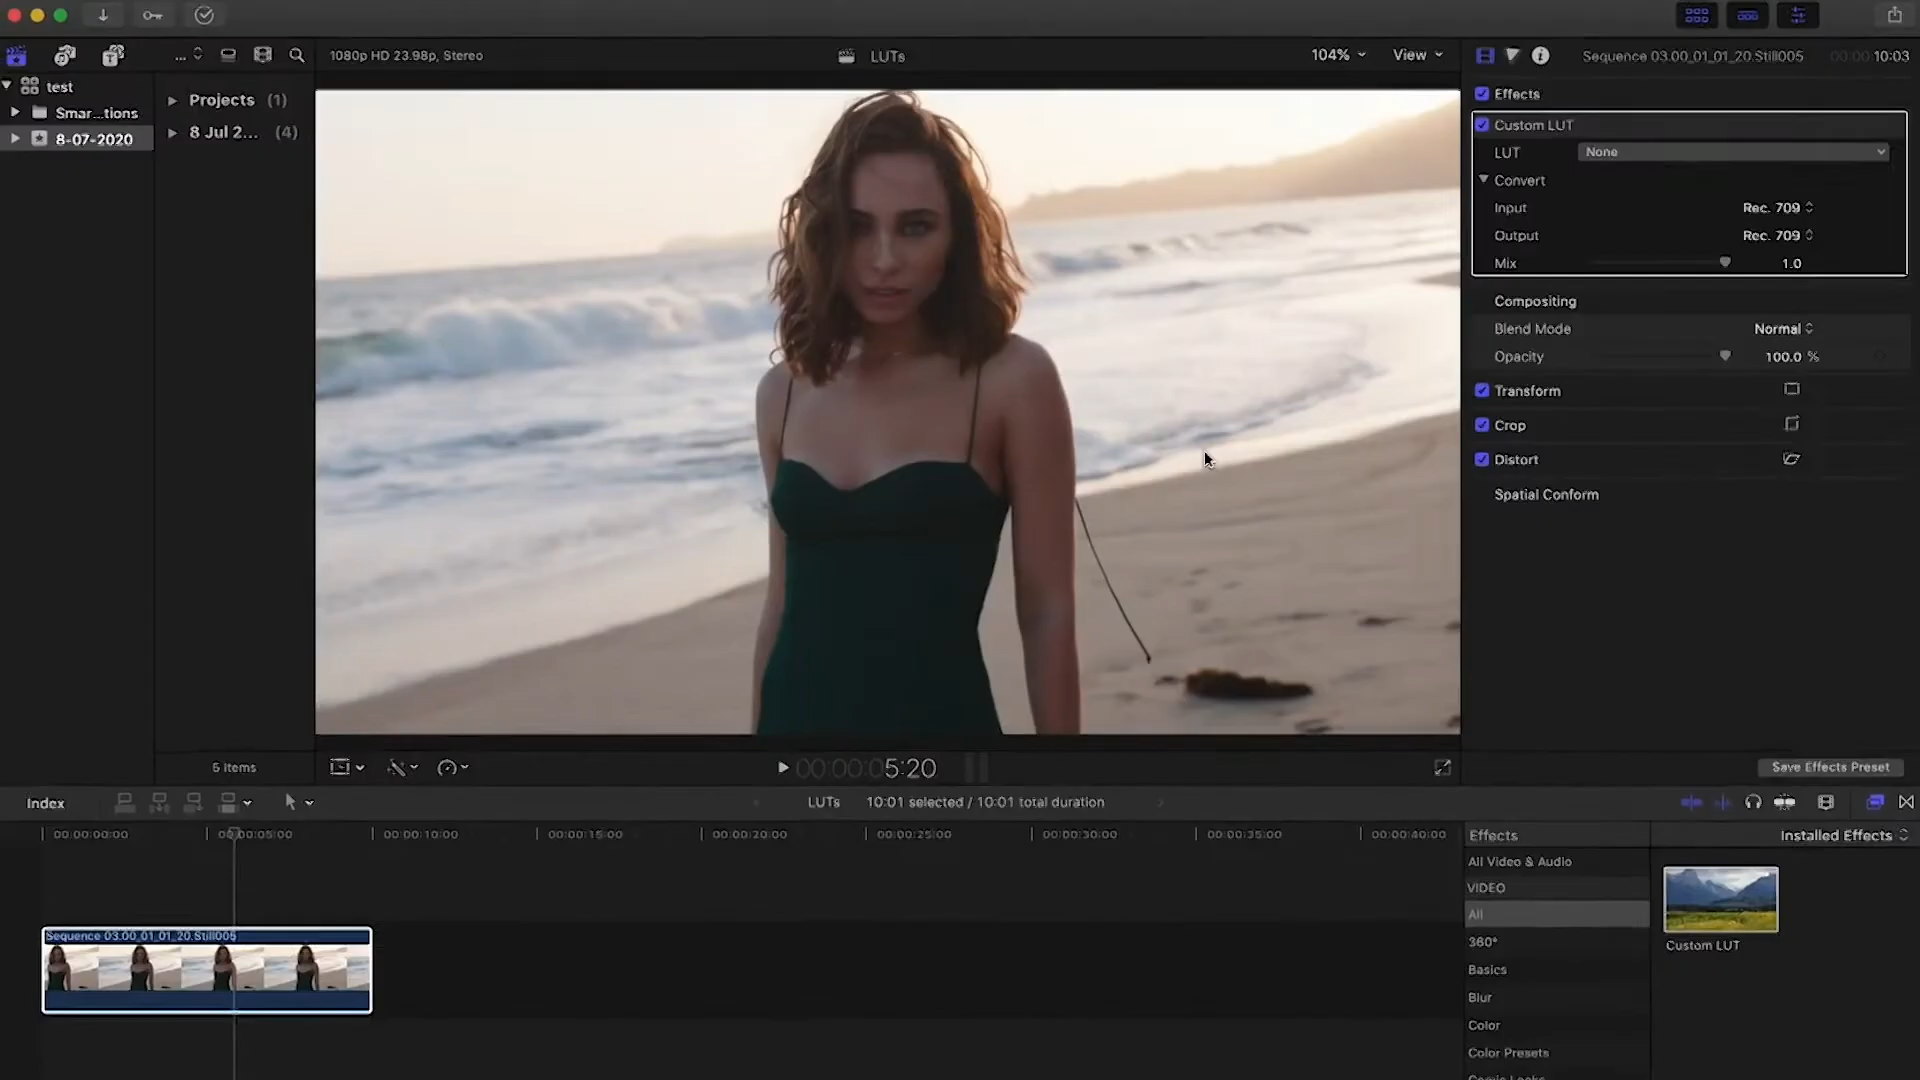 1080p HD 23.98p, Stereo
LUTs
104%
View
Sequence 03.00_01_01_20.Still005
00:00:10:03
test
Smar...tions
8-07-2020
Projects (1)
8 Jul 2... (4)
Effects
Custom LUT
LUT
None
Convert
Input
Rec. 709
Output
Rec. 709
Mix
1.0
Compositing
Blend Mode
Normal
Opacity
100.0 %
Transform
Crop
Distort
Spatial Conform
5 items
00:00:05:20
Save Effects Preset
Index
LUTs
10:01 selected / 10:01 total duration
00:00:00:00
00:00:05:00
00:00:10:00
00:00:15:00
00:00:20:00
00:00:25:00
00:00:30:00
00:00:35:00
00:00:40:00
Sequence 03.00_01_01_20.Still005
Effects
Installed Effects
All Video & Audio
VIDEO
All
360°
Basics
Blur
Color
Color Presets
Custom LUT